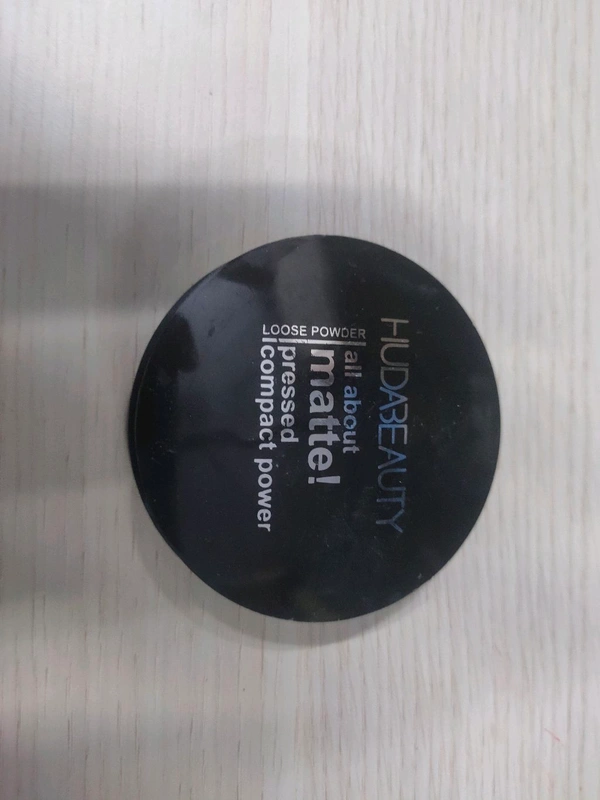 HUDABEAUTY
all about
matte!
pressed
compact power
LOOSE POWDER